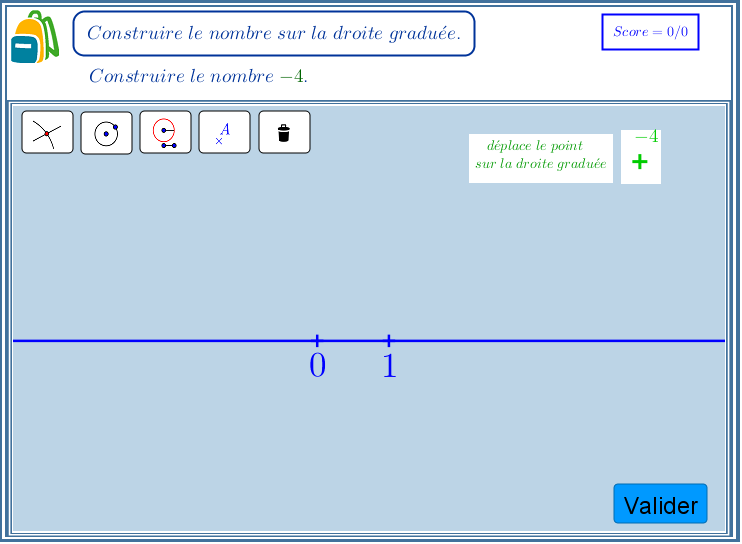 Construire le nombre sur la droite graduée.
Score = 0/0
Construire le nombre −4.
A
déplace le point
sur la droite graduée
−4
0
1
Valider